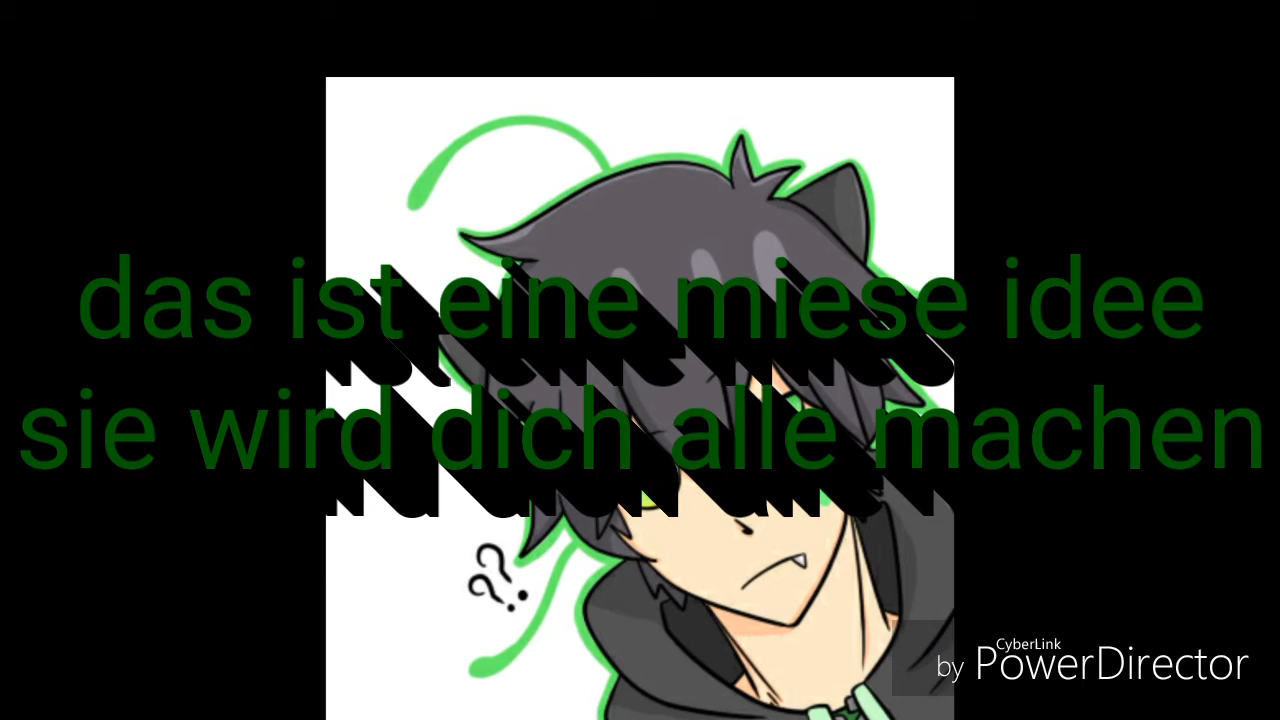 das ist eine miese idee
sie wird dich alle machen
??
CyberLink
by PowerDirector